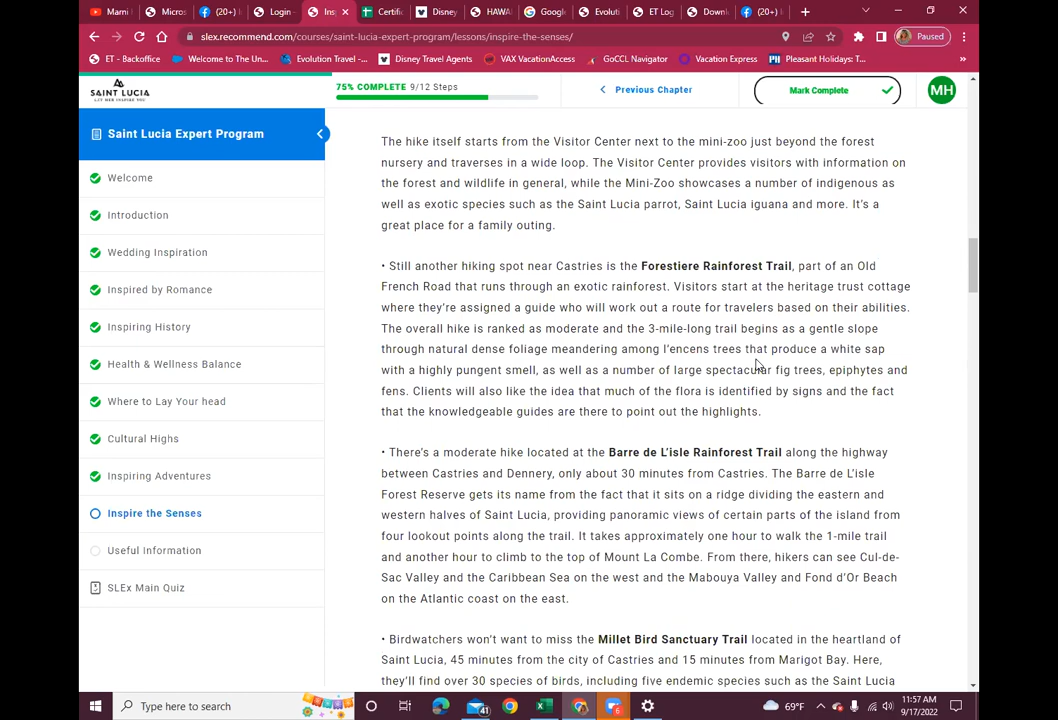 Marni
Micros
(20+)
Login -
Ins
Certific
Disney
HAWAI
Google
Evoluti
ET Log
Downl
(20+)
slex.recommend.com/courses/saint-lucia-expert-program/lessons/inspire-the-senses/
Paused
ET - Backoffice
Welcome to The Un...
Evolution Travel -...
Disney Travel Agents
VAX VacationAccess
GoCCL Navigator
Vacation Express
Pleasant Holidays: T...
SAINT LUCIA
LET HER INSPIRE YOU
75% COMPLETE 9/12 Steps
Previous Chapter
Mark Complete
MH
Saint Lucia Expert Program
Welcome
Introduction
Wedding Inspiration
Inspired by Romance
Inspiring History
Health & Wellness Balance
Where to Lay Your head
Cultural Highs
Inspiring Adventures
Inspire the Senses
Useful Information
SLEx Main Quiz
The hike itself starts from the Visitor Center next to the mini-zoo just beyond the forest
nursery and traverses in a wide loop. The Visitor Center provides visitors with information on
the forest and wildlife in general, while the Mini-Zoo showcases a number of indigenous as
well as exotic species such as the Saint Lucia parrot, Saint Lucia iguana and more. It's a
great place for a family outing.
• Still another hiking spot near Castries is the Forestiere Rainforest Trail, part of an Old
French Road that runs through an exotic rainforest. Visitors start at the heritage trust cottage
where they're assigned a guide who will work out a route for travelers based on their abilities.
The overall hike is ranked as moderate and the 3-mile-long trail begins as a gentle slope
through natural dense foliage meandering among l'encens trees that produce a white sap
with a highly pungent smell, as well as a number of large spectacular fig trees, epiphytes and
fens. Clients will also like the idea that much of the flora is identified by signs and the fact
that the knowledgeable guides are there to point out the highlights.
• There's a moderate hike located at the Barre de L'isle Rainforest Trail along the highway
between Castries and Dennery, only about 30 minutes from Castries. The Barre de L'isle
Forest Reserve gets its name from the fact that it sits on a ridge dividing the eastern and
western halves of Saint Lucia, providing panoramic views of certain parts of the island from
four lookout points along the trail. It takes approximately one hour to walk the 1-mile trail
and another hour to climb to the top of Mount La Combe. From there, hikers can see Cul-de-
Sac Valley and the Caribbean Sea on the west and the Mabouya Valley and Fond d'Or Beach
on the Atlantic coast on the east.
• Birdwatchers won't want to miss the Millet Bird Sanctuary Trail located in the heartland of
Saint Lucia, 45 minutes from the city of Castries and 15 minutes from Marigot Bay. Here,
they'll find over 30 species of birds, including five endemic species such as the Saint Lucia
Type here to search
41
6
69°F
11:57 AM
9/17/2022